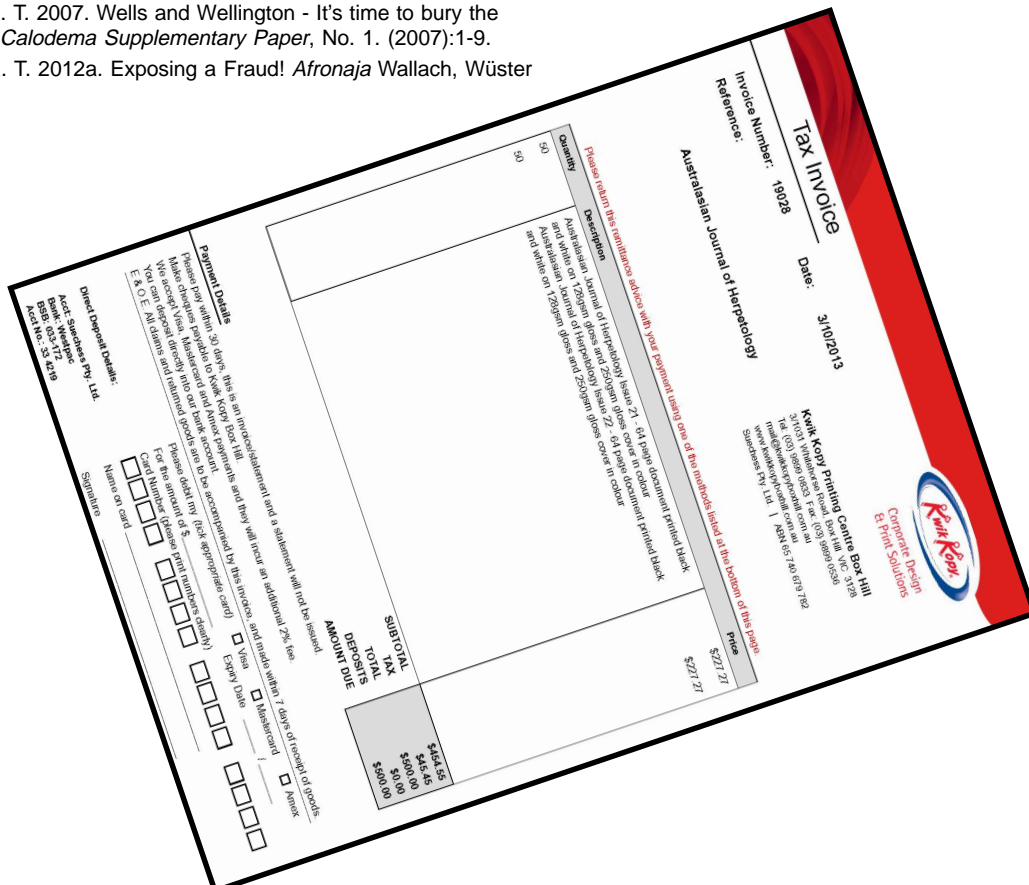 . T. 2007. Wells and Wellington - It's time to bury the
Calodema Supplementary Paper, No. 1. (2007):1-9.
. T. 2012a. Exposing a Fraud! Afronaja Wallach, Wüster
Kwik Kopy.
Corporate Design
& Print Solutions
Tax Invoice
Invoice Number: 19028
Date: 3/10/2013
Reference:
Australasian Journal of Herpetology
Kwik Kopy Printing Centre Box Hill
3/1031 Whitehorse Road, Box Hill VIC 3128
Tel: (03) 9899 0833 Fax: (03) 9899 0536
mail@kwikkopyboxhill.com.au
www.kwikkopyboxhill.com.au
Suechess Pty. Ltd. | ABN 65 740 679 782
Please return this remittance advice with your payment using one of the methods listed at the bottom of this page
Quantity Description Price
50 Australasian Journal of Herpetology Issue 21 - 64 page document printed black $227.27
and white on 128gsm gloss and 250gsm gloss cover in colour
50 Australasian Journal of Herpetology Issue 22 - 64 page document printed black $227.27
and white on 128gsm gloss and 250gsm gloss cover in colour
SUBTOTAL $454.55
TAX $45.45
TOTAL $500.00
DEPOSITS $0.00
AMOUNT DUE $500.00
Payment Details
Please pay within 30 days, this is an invoice/statement and a statement will not be issued.
Make cheques payable to Kwik Kopy Box Hill.
We accept Visa, Mastercard and Amex payments and they will incur an additional 2% fee.
You can deposit directly into our bank account.
E & O.E. All claims and returned goods are to be accompanied by this invoice, and made within 7 days of receipt of goods.
Direct Deposit Details:
Acct: Suechess Pty. Ltd.
Bank: Westpac
BSB: 033-172
Acct No.: 33 4219
Please debit my (tick appropriate card) Visa Mastercard Amex
For the amount of $ Expiry Date /
Card Number (please print numbers clearly)
Name on card
Signature